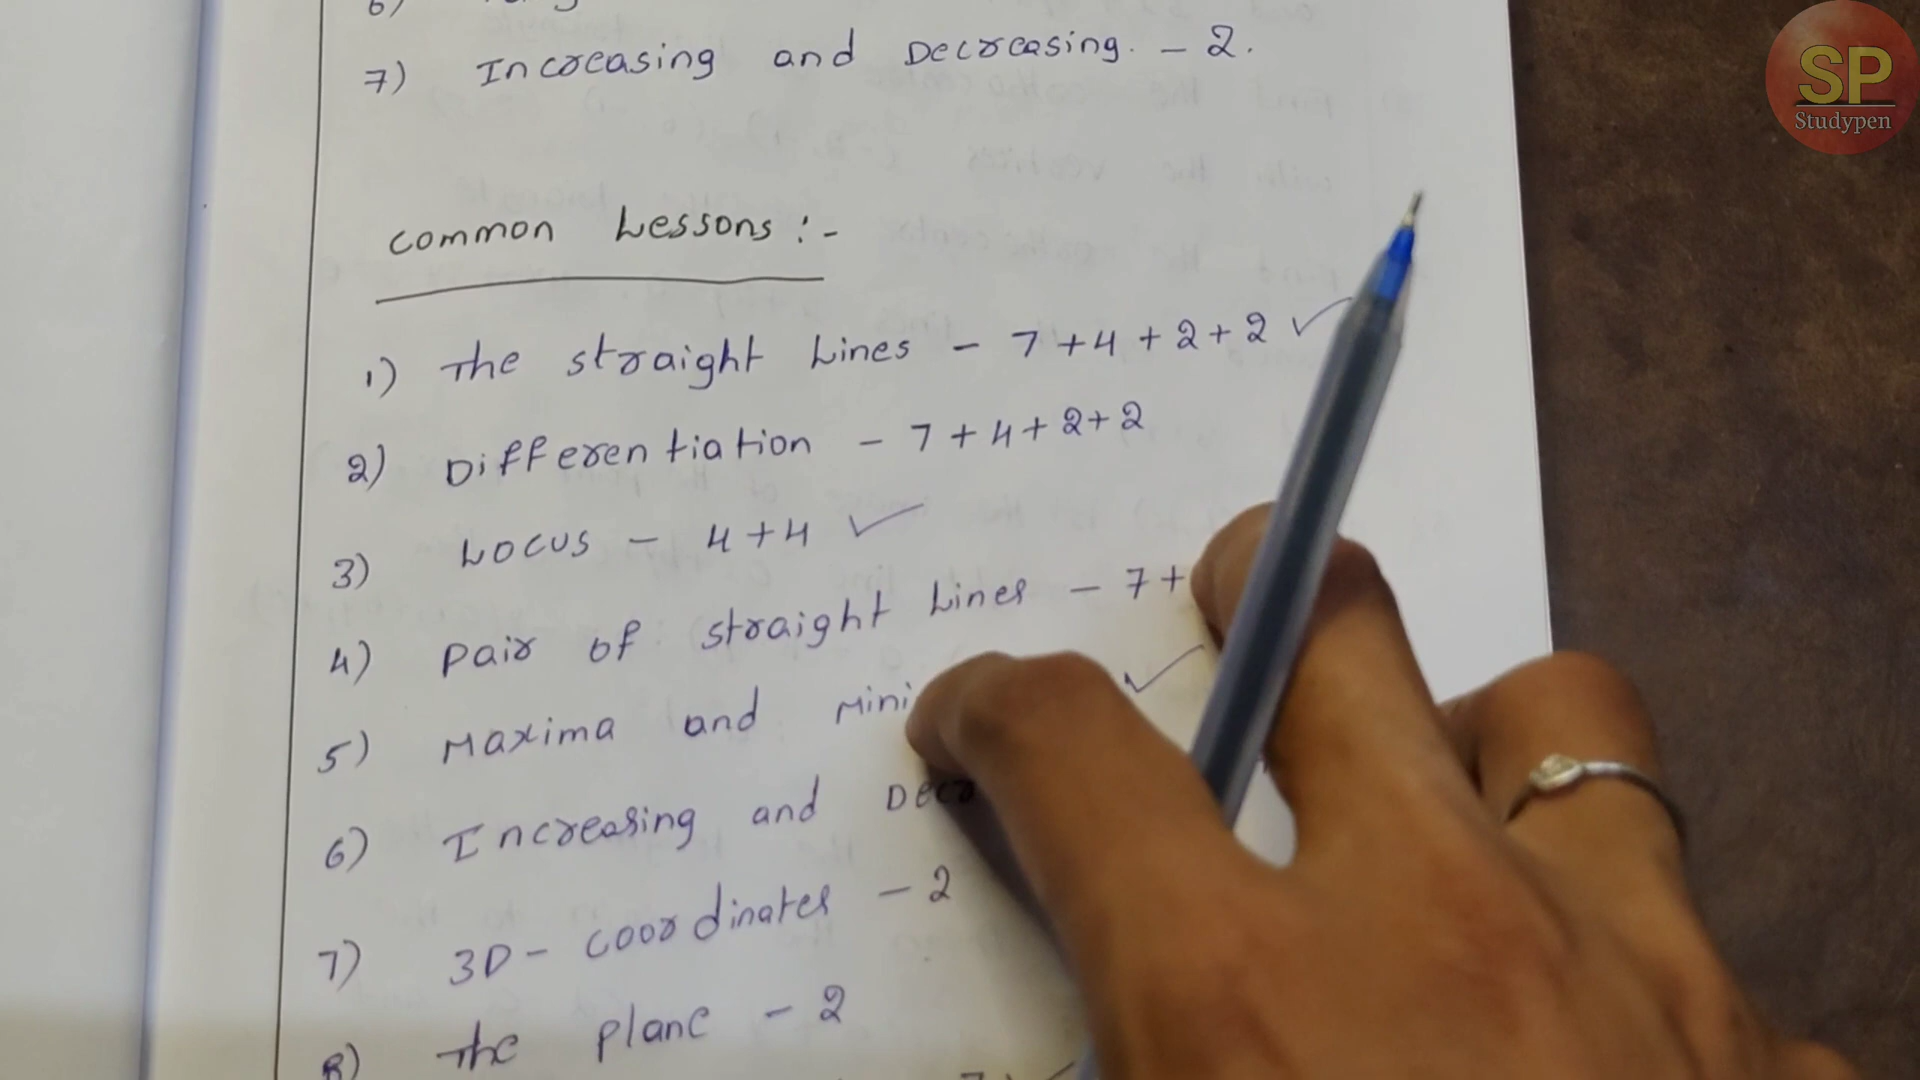 6)
7) Increasing and Decreasing. - 2.
SP
Studypen
Common Lessons :-
1) The straight Lines - 7+4+2+2 ✓
2) Differentiation - 7+4+2+2
3) Locus - 4+4 ✓
4) Pair of straight Lines - 7+
5) Maxima and Mini ✓
6) Increasing and Decr
7) 3D - coordinates - 2
8) The plane - 2